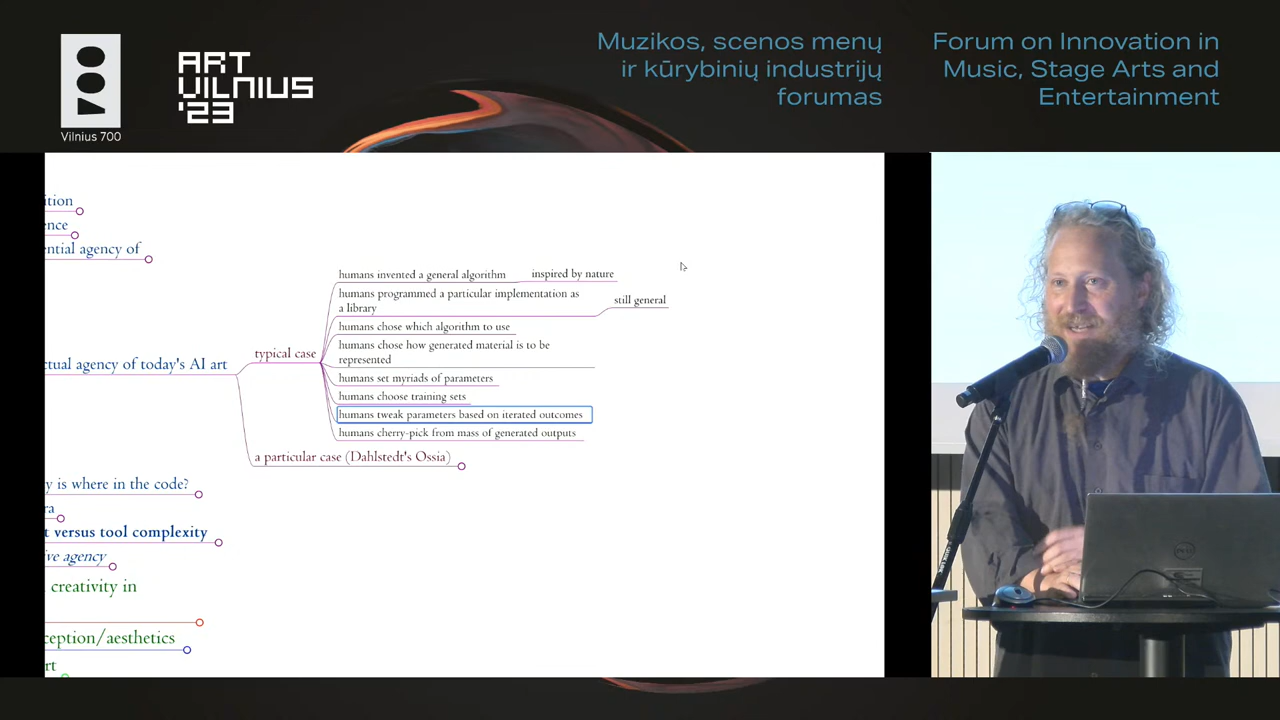 Vilnius 700
ART
VILNIUS
'23
Muzikos, scenos menų
ir kūrybinių industrijų
forumas
Forum on Innovation in
Music, Stage Arts and
Entertainment
ition
ence
ential agency of
ctual agency of today's AI art
typical case
humans invented a general algorithm
inspired by nature
humans programmed a particular implementation as
a library
still general
humans chose which algorithm to use
humans chose how generated material is to be
represented
humans set myriads of parameters
humans choose training sets
humans tweak parameters based on iterated outcomes
humans cherry-pick from mass of generated outputs
a particular case (Dahlstedt's Ossia)
y is where in the code?
ra
t versus tool complexity
ive agency
creativity in
ception/aesthetics
rt
DELL